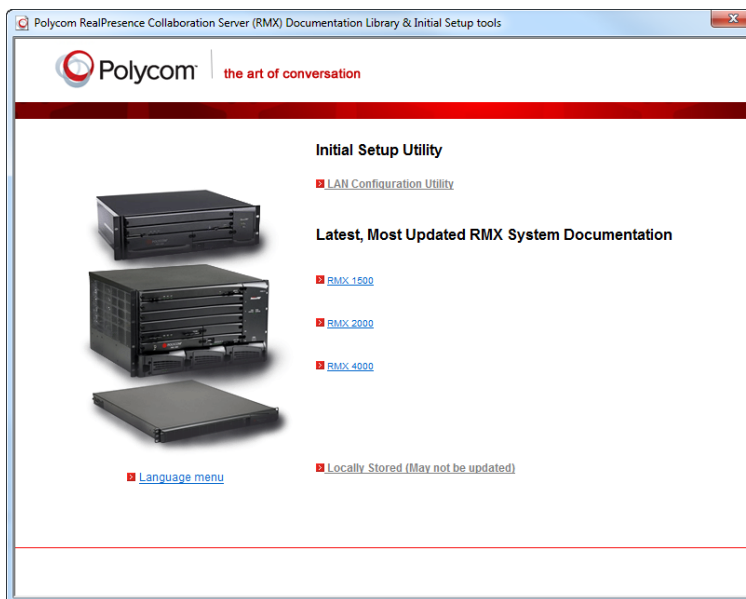 Polycom RealPresence Collaboration Server (RMX) Documentation Library & Initial Setup tools
Polycom
the art of conversation
Initial Setup Utility
LAN Configuration Utility
Latest, Most Updated RMX System Documentation
RMX 1500
RMX 2000
RMX 4000
Locally Stored (May not be updated)
Language menu